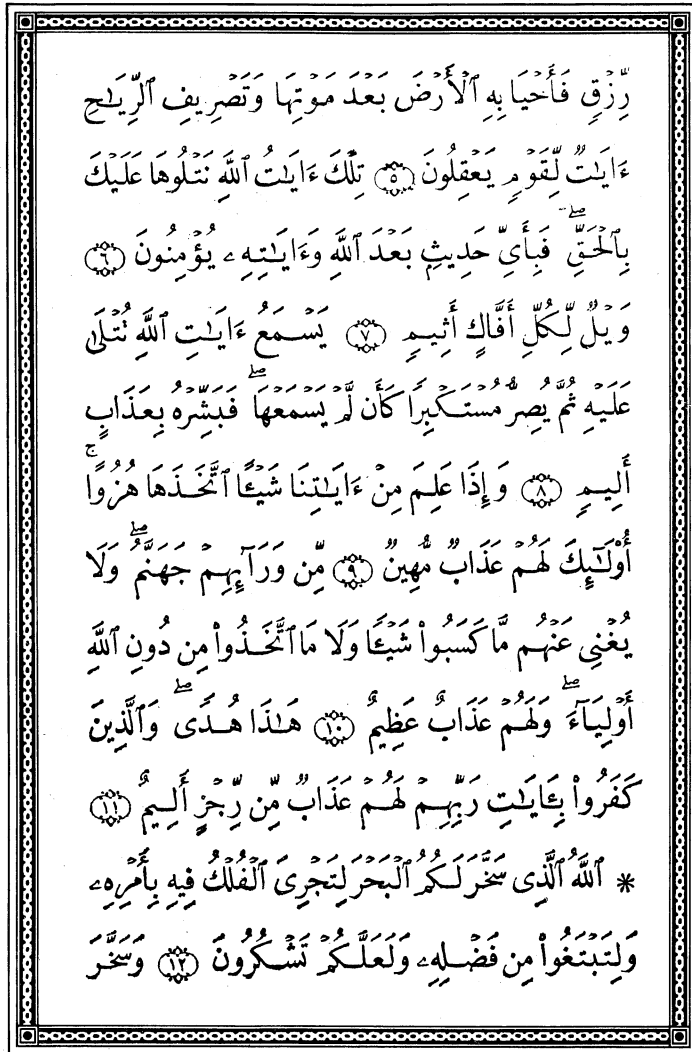 رِّزْقٍ فَأَحْيَا بِهِ ٱلْأَرْضَ بَعْدَ مَوْتِهَا وَتَصْرِيفِ ٱلرِّيَٰحِ
ءَايَٰتٌ لِّقَوْمٍ يَعْقِلُونَ ۝٥ تِلْكَ ءَايَٰتُ ٱللَّهِ نَتْلُوهَا عَلَيْكَ
بِٱلْحَقِّۖ فَبِأَىِّ حَدِيثٍۭ بَعْدَ ٱللَّهِ وَءَايَٰتِهِۦ يُؤْمِنُونَ ۝٦
وَيْلٌ لِّكُلِّ أَفَّاكٍ أَثِيمٍ ۝٧ يَسْمَعُ ءَايَٰتِ ٱللَّهِ تُتْلَىٰ
عَلَيْهِ ثُمَّ يُصِرُّ مُسْتَكْبِرًا كَأَن لَّمْ يَسْمَعْهَاۖ فَبَشِّرْهُ بِعَذَابٍ
أَلِيمٍ ۝٨ وَإِذَا عَلِمَ مِنْ ءَايَٰتِنَا شَيْـًٔا ٱتَّخَذَهَا هُزُوًاۚ
أُو۟لَٰٓئِكَ لَهُمْ عَذَابٌ مُّهِينٌ ۝٩ مِّن وَرَآئِهِمْ جَهَنَّمُۖ وَلَا
يُغْنِى عَنْهُم مَّا كَسَبُوا۟ شَيْـًٔا وَلَا مَا ٱتَّخَذُوا۟ مِن دُونِ ٱللَّهِ
أَوْلِيَآءَۖ وَلَهُمْ عَذَابٌ عَظِيمٌ ۝١٠ هَٰذَا هُدًىۖ وَٱلَّذِينَ
كَفَرُوا۟ بِـَٔايَٰتِ رَبِّهِمْ لَهُمْ عَذَابٌ مِّن رِّجْزٍ أَلِيمٌ ۝١١
* ٱللَّهُ ٱلَّذِى سَخَّرَ لَكُمُ ٱلْبَحْرَ لِتَجْرِىَ ٱلْفُلْكُ فِيهِ بِأَمْرِهِۦ
وَلِتَبْتَغُوا۟ مِن فَضْلِهِۦ وَلَعَلَّكُمْ تَشْكُرُونَ ۝١٢ وَسَخَّرَ